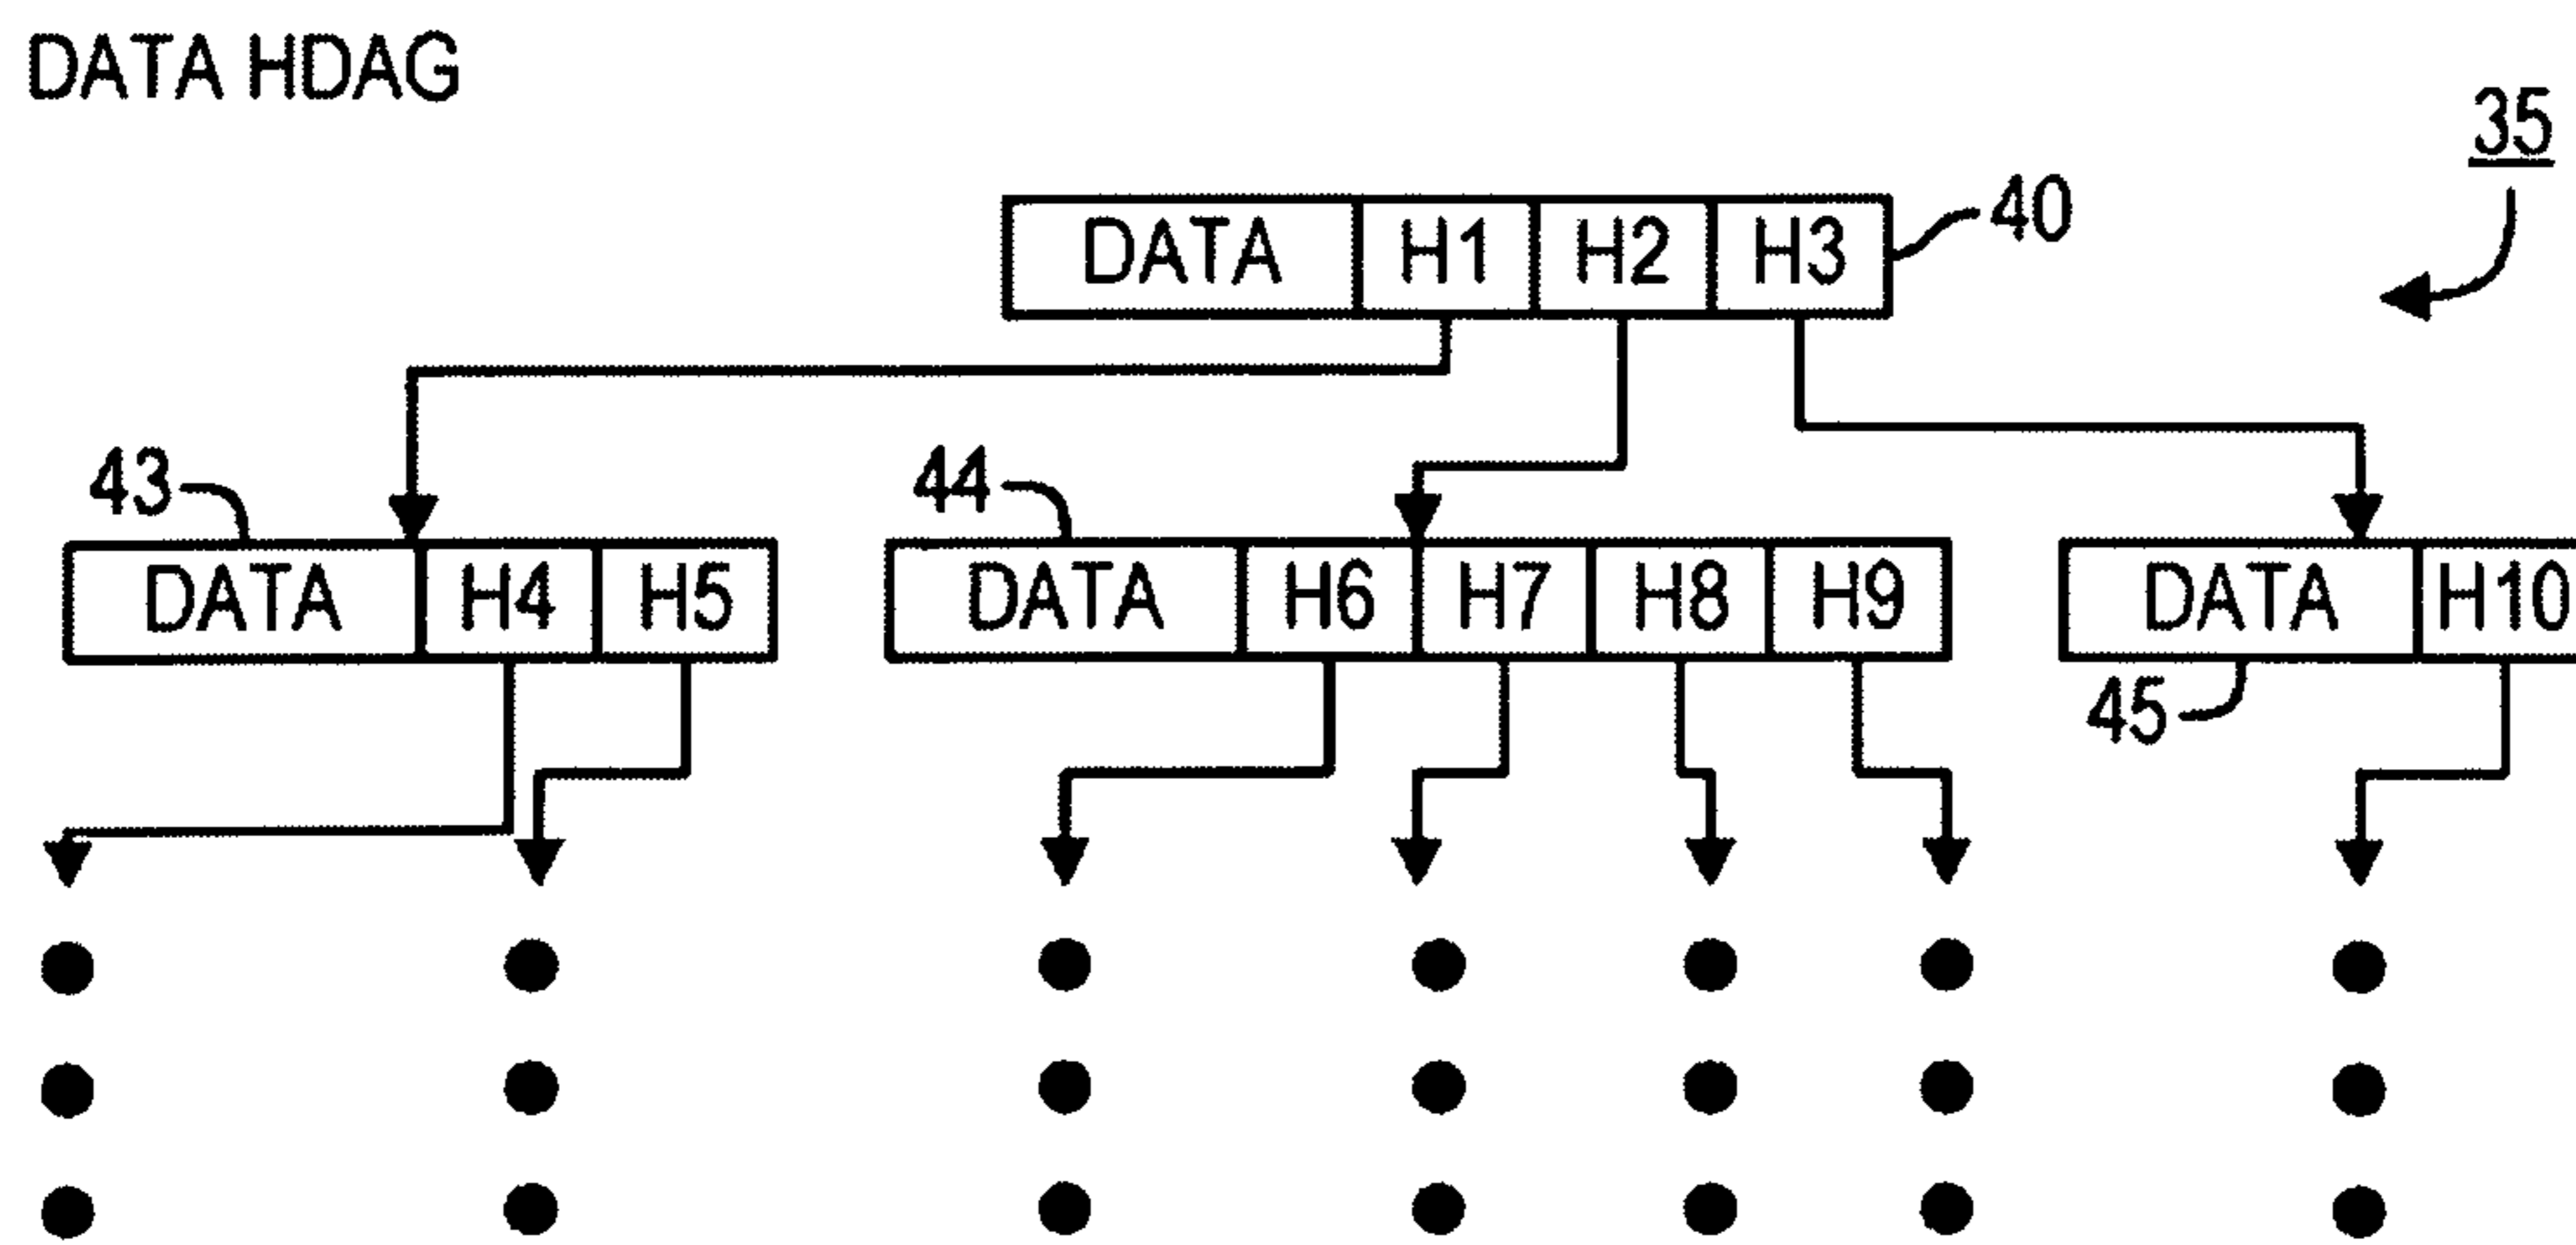 DATA HDAG
35
DATA H1 H2 H3 40
43 44
DATA H4 H5 DATA H6 H7 H8 H9 DATA H10
45